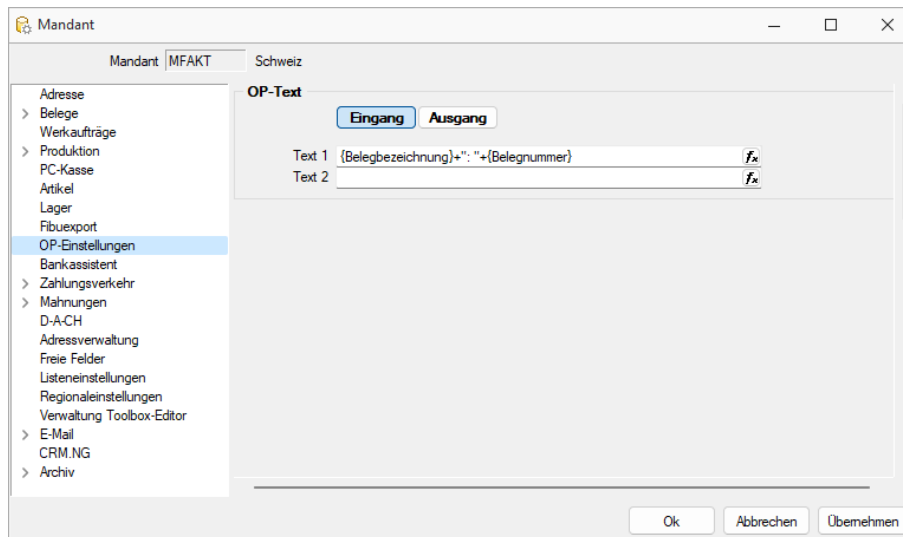 Mandant
Mandant MFAKT Schweiz
Adresse
Belege
Werkaufträge
Produktion
PC-Kasse
Artikel
Lager
Fibuexport
OP-Einstellungen
Bankassistent
Zahlungsverkehr
Mahnungen
D-A-CH
Adressverwaltung
Freie Felder
Listeneinstellungen
Regionaleinstellungen
Verwaltung Toolbox-Editor
E-Mail
CRM.NG
Archiv
OP-Text
Eingang Ausgang
Text 1 {Belegbezeichnung}+": "+{Belegnummer} fx
Text 2 fx
Ok Abbrechen Übernehmen